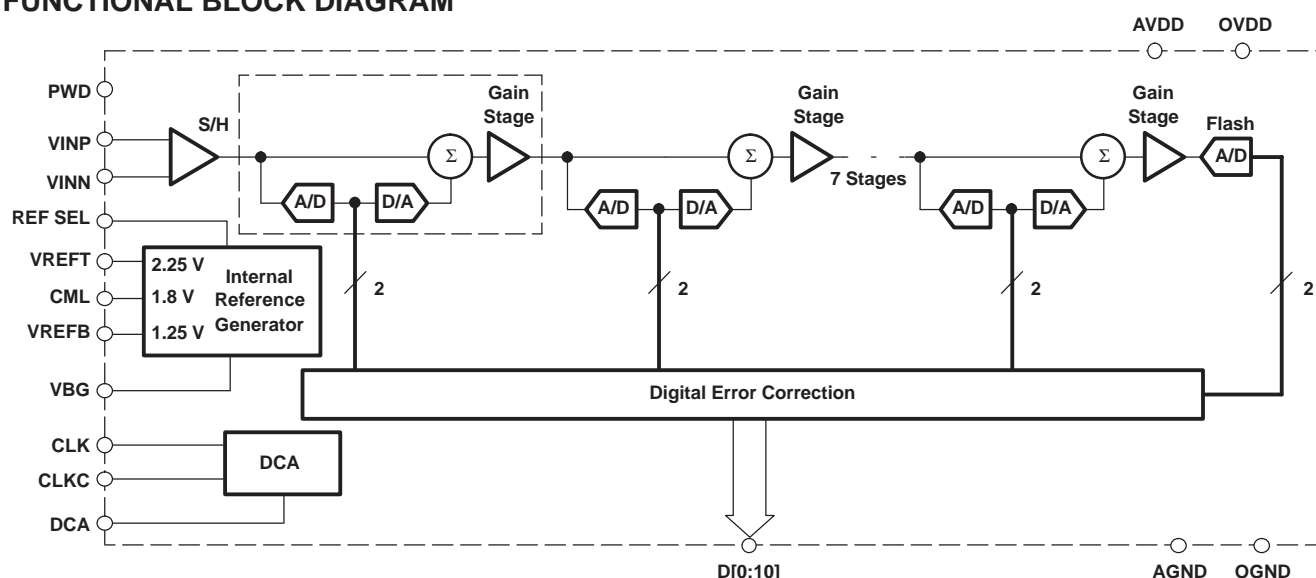 FUNCTIONAL BLOCK DIAGRAM
AVDD OVDD
PWD
VINP
VINN
S/H
Gain
Stage
Σ
A/D D/A
Gain
Stage
Σ
A/D D/A
7 Stages
Gain
Stage
Σ
A/D D/A
Flash
A/D
REF SEL
VREFT
CML
VREFB
2.25 V
1.8 V
1.25 V
Internal
Reference
Generator
2
2
2
2
VBG
Digital Error Correction
CLK
CLKC
DCA
DCA
D[0:10]
AGND OGND